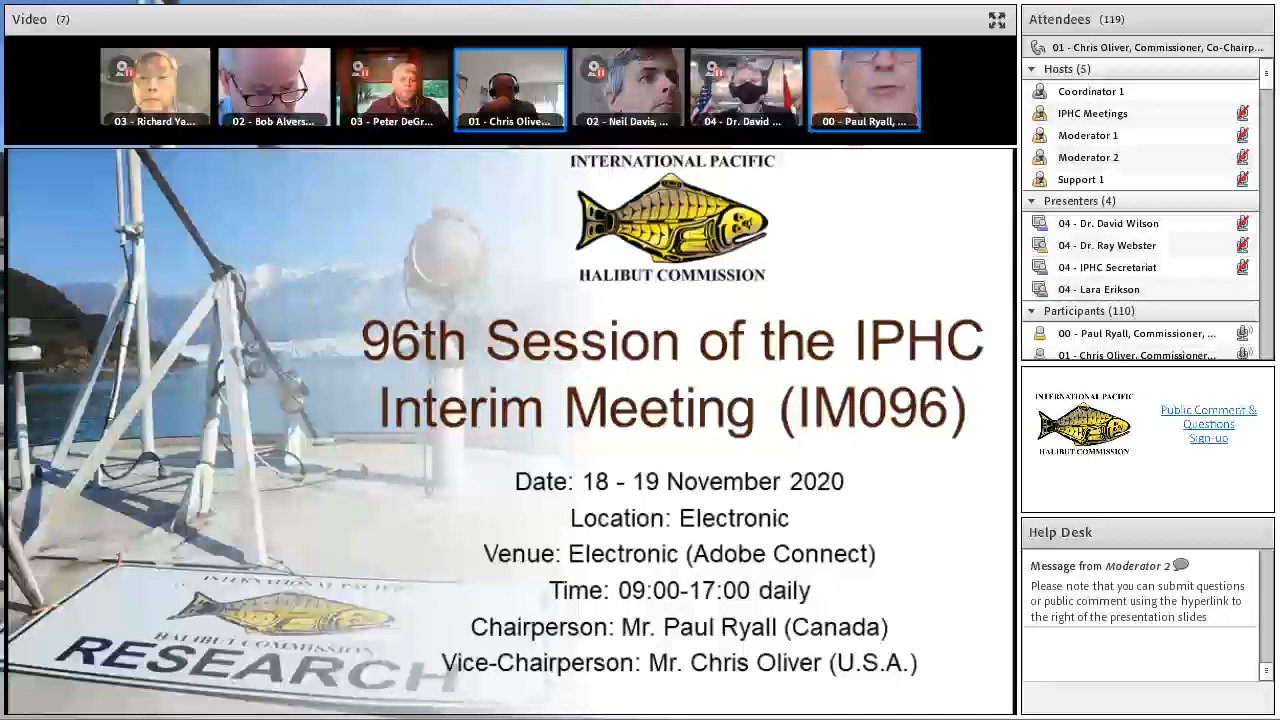 Video (7)
03 - Richard Ya...
02 - Bob Alvers...
03 - Peter DeGr...
01 - Chris Olive...
02 - Neil Davis, ...
04 - Dr. David ...
00 - Paul Ryall, ...
INTERNATIONAL PACIFIC
HALIBUT COMMISSION
96th Session of the IPHC
Interim Meeting (IM096)
Date: 18 - 19 November 2020
Location: Electronic
Venue: Electronic (Adobe Connect)
Time: 09:00-17:00 daily
Chairperson: Mr. Paul Ryall (Canada)
Vice-Chairperson: Mr. Chris Oliver (U.S.A.)
INTERNATIONAL PACIFIC
HALIBUT COMMISSION
RESEARCH
Attendees (119)
01 - Chris Oliver, Commissioner, Co-Chairp...
Hosts (5)
Coordinator 1
IPHC Meetings
Moderator 1
Moderator 2
Support 1
Presenters (4)
04 - Dr. David Wilson
04 - Dr. Ray Webster
04 - IPHC Secretariat
04 - Lara Erikson
Participants (110)
00 - Paul Ryall, Commissioner, ...
01 - Chris Oliver, Commissioner...
INTERNATIONAL PACIFIC
HALIBUT COMMISSION
Public Comment &
Questions
Sign-up
Help Desk
Message from Moderator 2
Please note that you can submit questions
or public comment using the hyperlink to
the right of the presentation slides